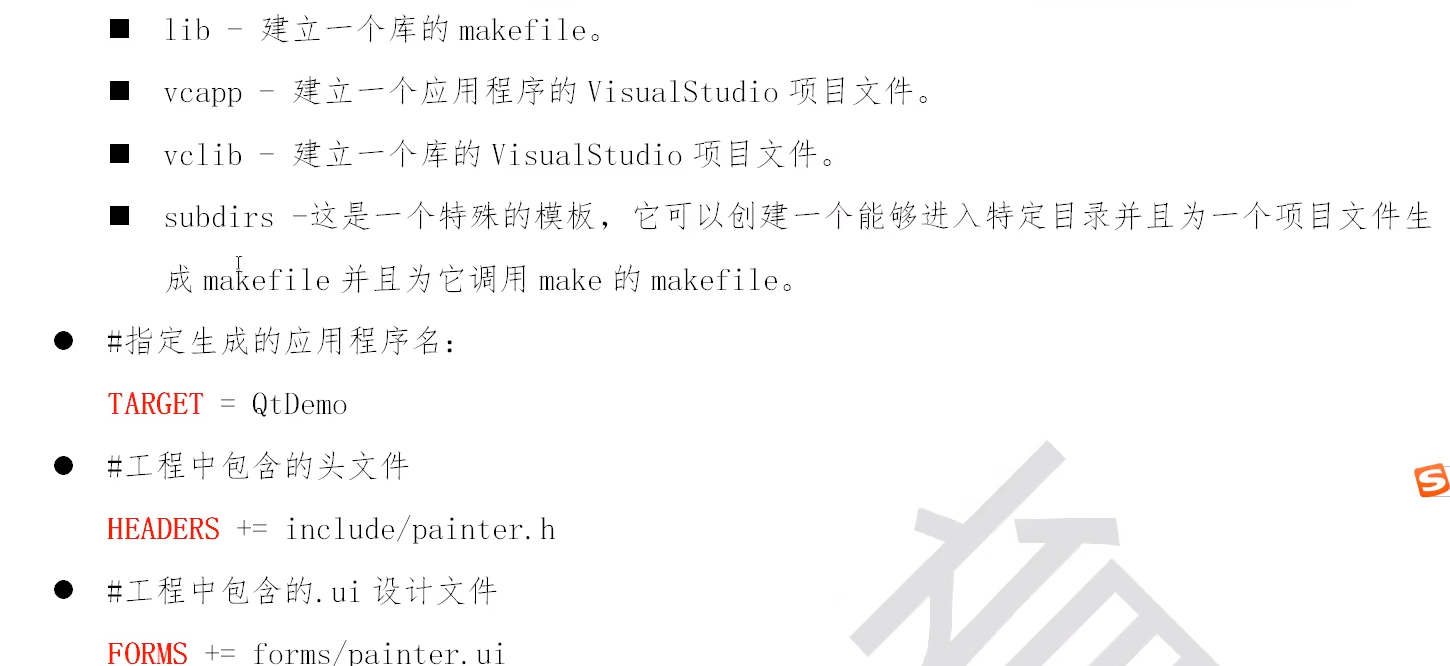 ■ lib - 建立一个库的 makefile。
■ vcapp - 建立一个应用程序的 VisualStudio 项目文件。
■ vclib - 建立一个库的 VisualStudio 项目文件。
■ subdirs -这是一个特殊的模板，它可以创建一个能够进入特定目录并且为一个项目文件生
成 makefile 并且为它调用 make 的 makefile。
● #指定生成的应用程序名：
TARGET = QtDemo
● #工程中包含的头文件
HEADERS += include/painter.h
● #工程中包含的.ui 设计文件
FORMS += forms/painter.ui